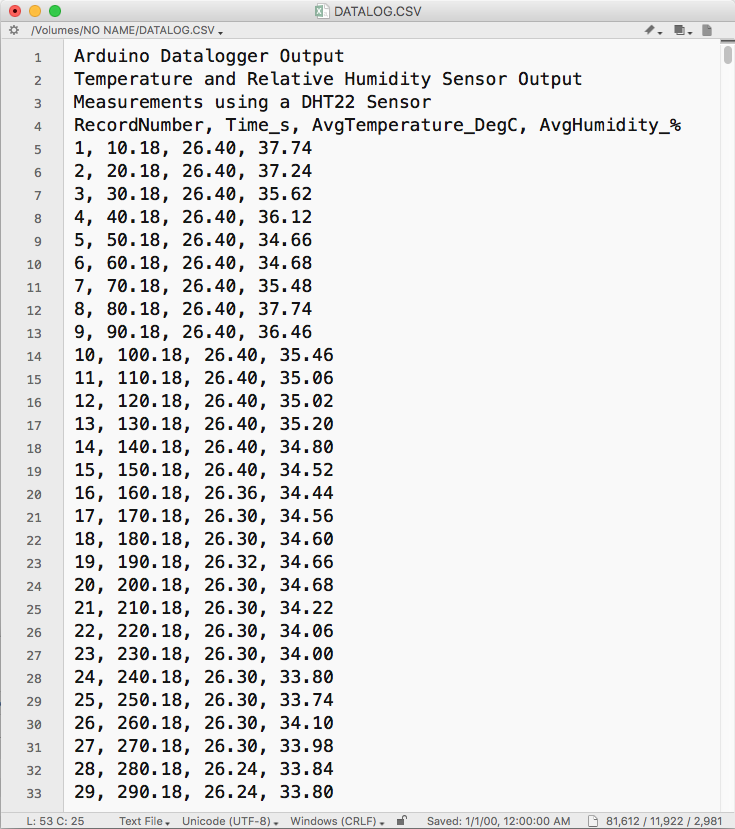 DATALOG.CSV
/Volumes/NO NAME/DATALOG.CSV
1 Arduino Datalogger Output
2 Temperature and Relative Humidity Sensor Output
3 Measurements using a DHT22 Sensor
4 RecordNumber, Time_s, AvgTemperature_DegC, AvgHumidity_%
5 1, 10.18, 26.40, 37.74
6 2, 20.18, 26.40, 37.24
7 3, 30.18, 26.40, 35.62
8 4, 40.18, 26.40, 36.12
9 5, 50.18, 26.40, 34.66
10 6, 60.18, 26.40, 34.68
11 7, 70.18, 26.40, 35.48
12 8, 80.18, 26.40, 37.74
13 9, 90.18, 26.40, 36.46
14 10, 100.18, 26.40, 35.46
15 11, 110.18, 26.40, 35.06
16 12, 120.18, 26.40, 35.02
17 13, 130.18, 26.40, 35.20
18 14, 140.18, 26.40, 34.80
19 15, 150.18, 26.40, 34.52
20 16, 160.18, 26.36, 34.44
21 17, 170.18, 26.30, 34.56
22 18, 180.18, 26.30, 34.60
23 19, 190.18, 26.32, 34.66
24 20, 200.18, 26.30, 34.68
25 21, 210.18, 26.30, 34.22
26 22, 220.18, 26.30, 34.06
27 23, 230.18, 26.30, 34.00
28 24, 240.18, 26.30, 33.80
29 25, 250.18, 26.30, 33.74
30 26, 260.18, 26.30, 34.10
31 27, 270.18, 26.30, 33.98
32 28, 280.18, 26.24, 33.84
33 29, 290.18, 26.24, 33.80
L: 53 C: 25 Text File Unicode (UTF-8) Windows (CRLF) Saved: 1/1/00, 12:00:00 AM 81,612 / 11,922 / 2,981